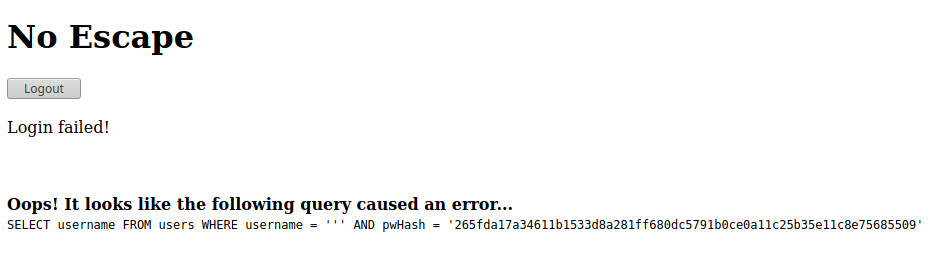 No Escape
Logout
Login failed!
Oops! It looks like the following query caused an error...
SELECT username FROM users WHERE username = ''' AND pwHash = '265fda17a34611b1533d8a281ff680dc5791b0ce0a11c25b35e11c8e75685509'